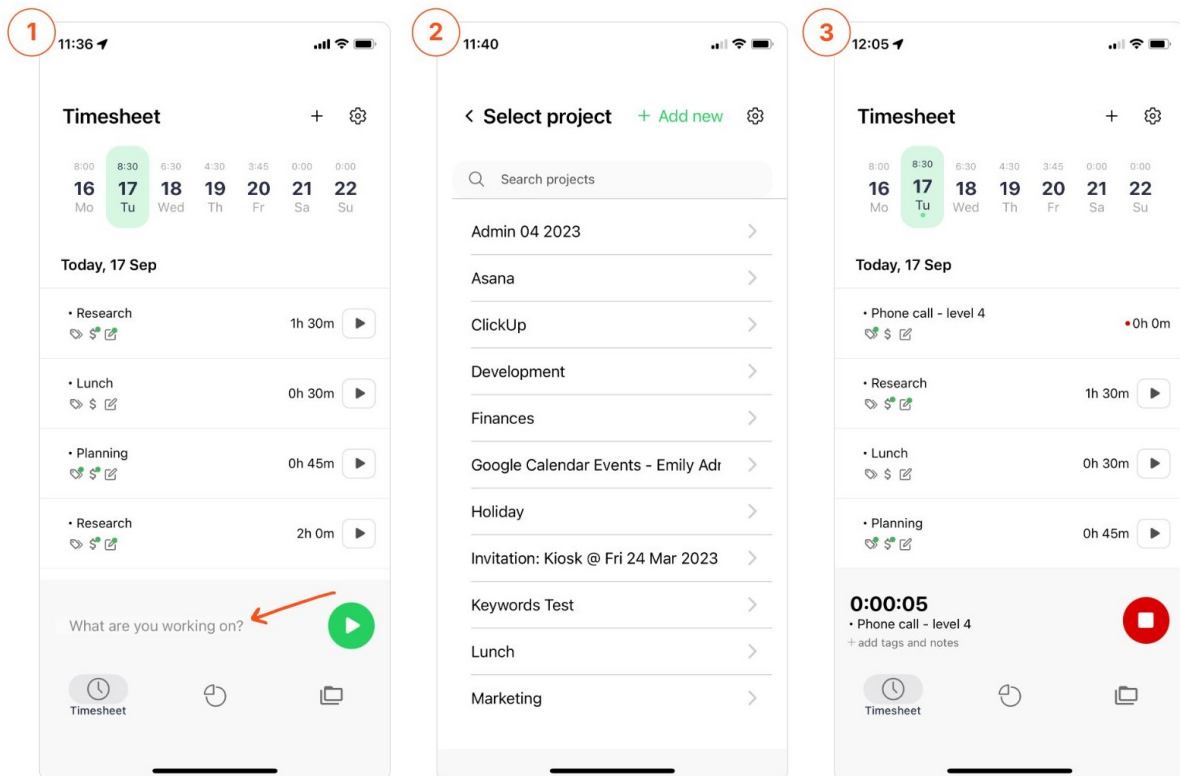 1
11:36
Timesheet
+
8:00 8:30 6:30 4:30 3:45 0:00 0:00
16 17 18 19 20 21 22
Mo Tu Wed Th Fr Sa Su
Today, 17 Sep
• Research
$
1h 30m
• Lunch
$
0h 30m
• Planning
$
0h 45m
• Research
$
2h 0m
What are you working on?
Timesheet
2
11:40
< Select project + Add new
Search projects
Admin 04 2023
Asana
ClickUp
Development
Finances
Google Calendar Events - Emily Adr
Holiday
Invitation: Kiosk @ Fri 24 Mar 2023
Keywords Test
Lunch
Marketing
3
12:05
Timesheet
+
8:00 8:30 6:30 4:30 3:45 0:00 0:00
16 17 18 19 20 21 22
Mo Tu Wed Th Fr Sa Su
Today, 17 Sep
• Phone call - level 4
$
•0h 0m
• Research
$
1h 30m
• Lunch
$
0h 30m
• Planning
$
0h 45m
0:00:05
• Phone call - level 4
+ add tags and notes
Timesheet